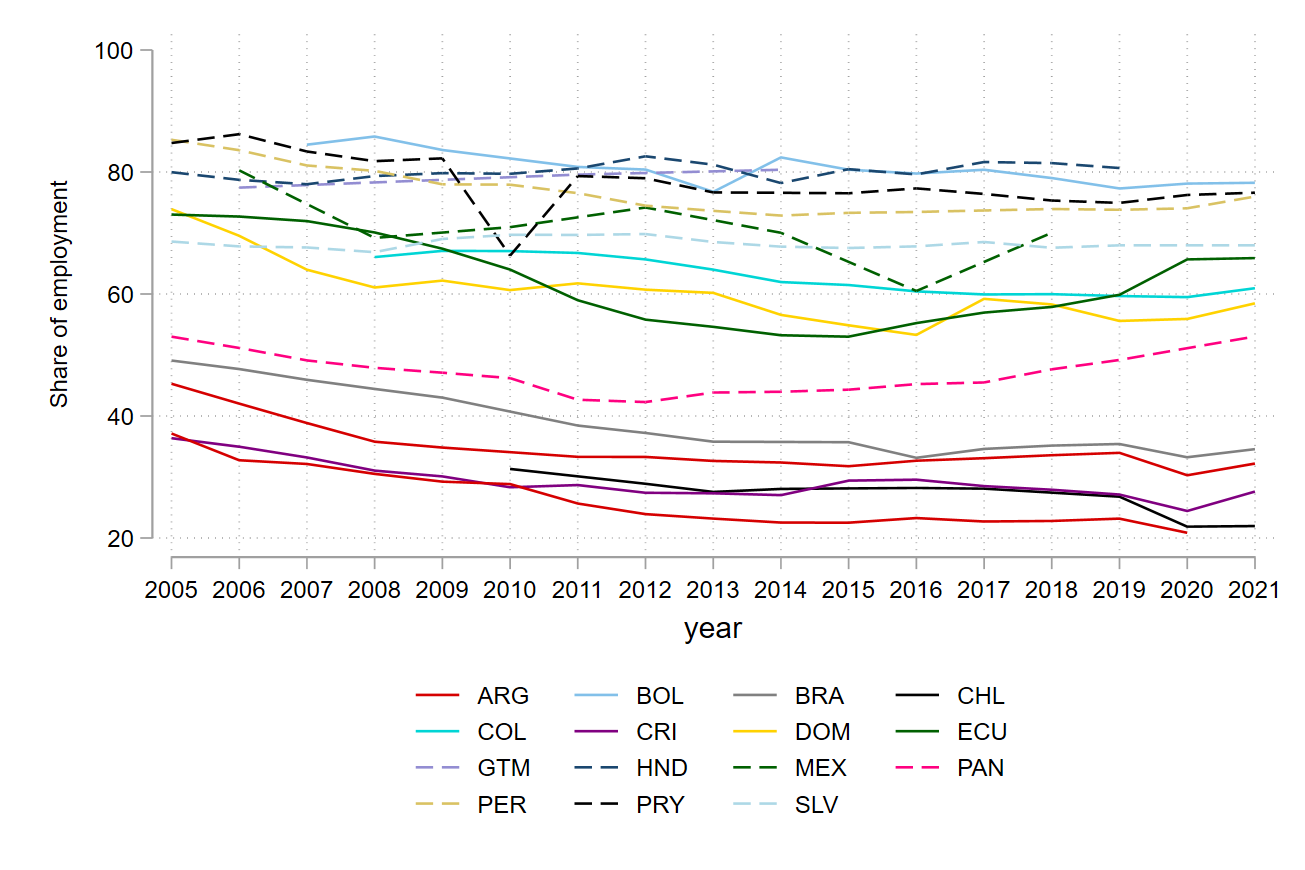 100
80
60
40
20
Share of employment
2005 2006 2007 2008 2009 2010 2011 2012 2013 2014 2015 2016 2017 2018 2019 2020 2021
year
ARG BOL BRA CHL
COL CRI DOM ECU
GTM HND MEX PAN
PER PRY SLV